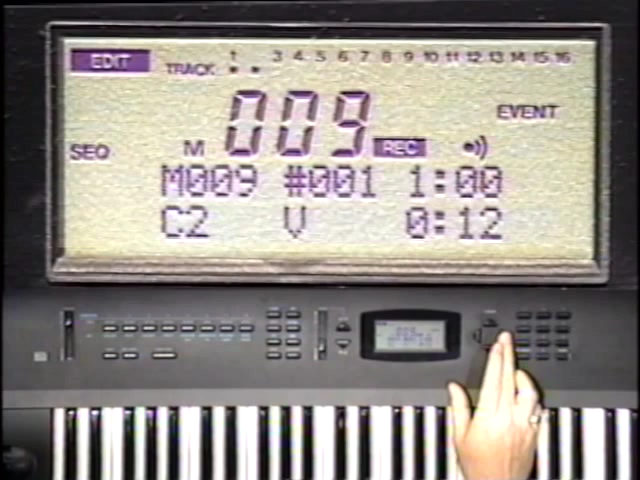 EDIT
TRACK 1 3 4 5 6 7 8 9 10 11 12 13 14 15 16
EVENT
SEQ M 009 REC
M009 #001 1:00
C2 V 0:12